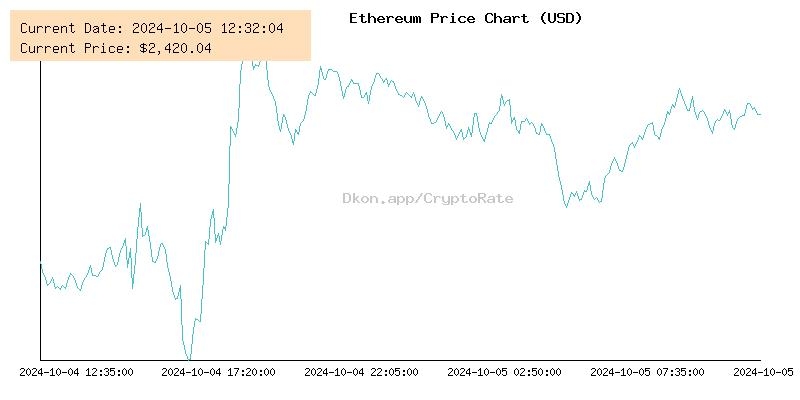 Ethereum Price Chart (USD)
Current Date: 2024-10-05 12:32:04
Current Price: $2,420.04
Dkon.app/CryptoRate
2024-10-04 12:35:00
2024-10-04 17:20:00
2024-10-04 22:05:00
2024-10-05 02:50:00
2024-10-05 07:35:00
2024-10-05